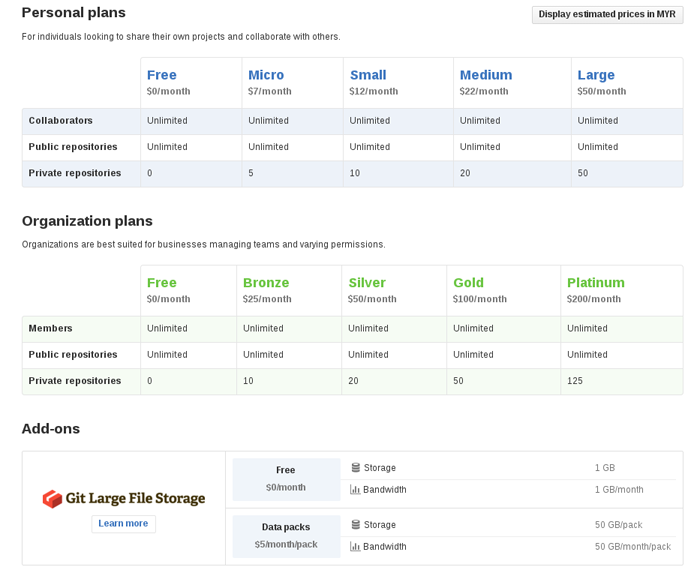 Personal plans
Display estimated prices in MYR
For individuals looking to share their own projects and collaborate with others.
Free Micro Small Medium Large
$0/month $7/month $12/month $22/month $50/month
Collaborators Unlimited Unlimited Unlimited Unlimited Unlimited
Public repositories Unlimited Unlimited Unlimited Unlimited Unlimited
Private repositories 0 5 10 20 50
Organization plans
Organizations are best suited for businesses managing teams and varying permissions.
Free Bronze Silver Gold Platinum
$0/month $25/month $50/month $100/month $200/month
Members Unlimited Unlimited Unlimited Unlimited Unlimited
Public repositories Unlimited Unlimited Unlimited Unlimited Unlimited
Private repositories 0 10 20 50 125
Add-ons
Git Large File Storage
Learn more
Free
$0/month
Storage 1 GB
Bandwidth 1 GB/month
Data packs
$5/month/pack
Storage 50 GB/pack
Bandwidth 50 GB/month/pack